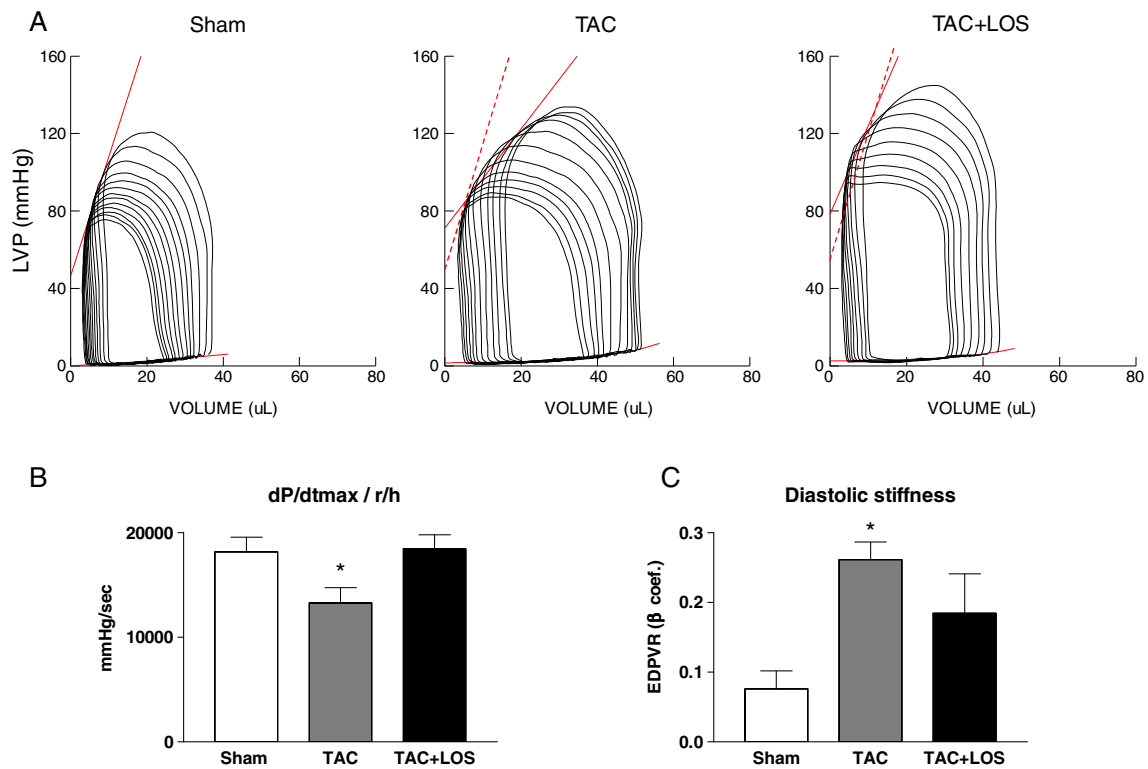 A
Sham
TAC
TAC+LOS
LVP (mmHg)
160
120
80
40
0
0 20 40 60 80
VOLUME (uL)
160
120
80
40
0
0 20 40 60 80
VOLUME (uL)
160
120
80
40
0
0 20 40 60 80
VOLUME (uL)
B
dP/dtmax / r/h
mmHg/sec
20000
10000
0
*
Sham TAC TAC+LOS
C
Diastolic stiffness
EDPVR (β coef.)
0.3
0.2
0.1
0.0
*
Sham TAC TAC+LOS